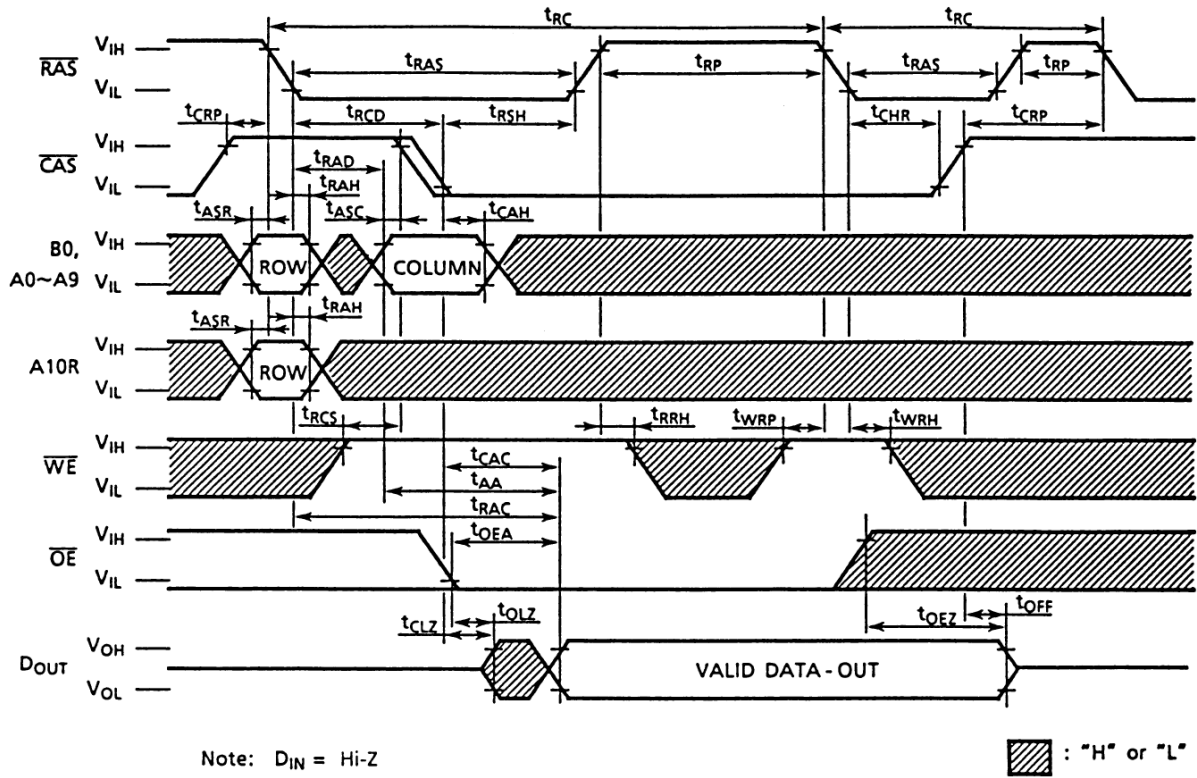 tRC tRC
VIH
RAS
VIL
tRAS tRP tRAS tRP
tCRP tRCD tRSH tCHR tCRP
VIH
CAS
VIL
tRAD
tRAH
tASR tASC tCAH
VIH
B0,
A0~A9
VIL
ROW COLUMN
tRAH
tASR
VIH
A10R
VIL
ROW
tRCS tRRH tWRP tWRH
VIH
WE
VIL
tCAC
tAA
tRAC
VIH
OE
VIL
tOEA
tOLZ tOEZ tOFF
tCLZ
VOH
DOUT
VOL
VALID DATA-OUT
Note: DIN = Hi-Z
: "H" or "L"